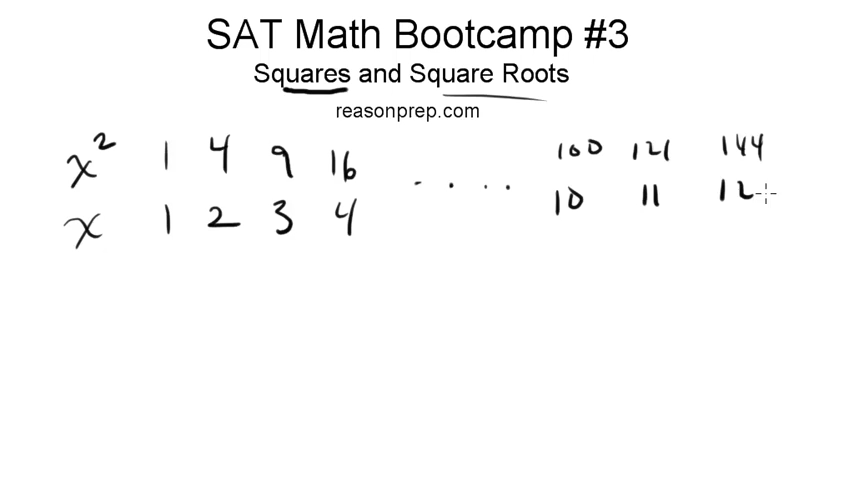 SAT Math Bootcamp #3
Squares and Square Roots
reasonprep.com
x² 1 4 9 16 . . . . 100 121 144
x 1 2 3 4 10 11 12